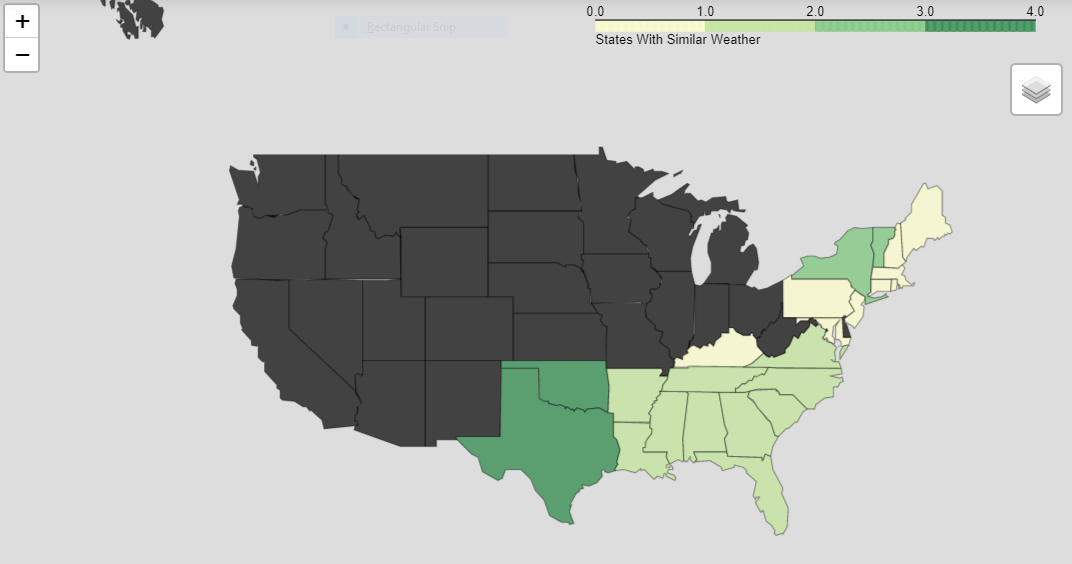 +
−
Rectangular Snip
0.0 1.0 2.0 3.0 4.0
States With Similar Weather